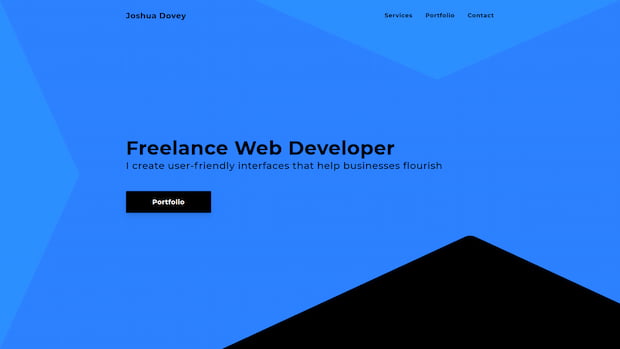 Joshua Dovey
Services Portfolio Contact
Freelance Web Developer
I create user-friendly interfaces that help businesses flourish
Portfolio